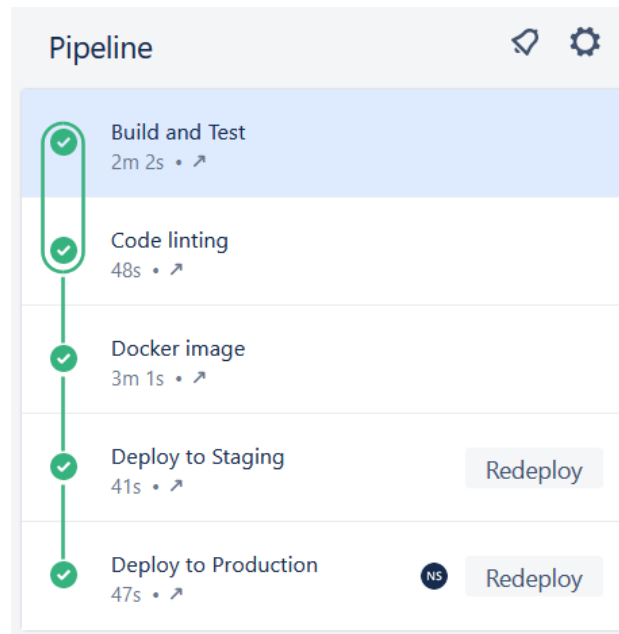 Pipeline
Build and Test
2m 2s • ↗
Code linting
48s • ↗
Docker image
3m 1s • ↗
Deploy to Staging
41s • ↗
Redeploy
Deploy to Production
47s • ↗
NS
Redeploy